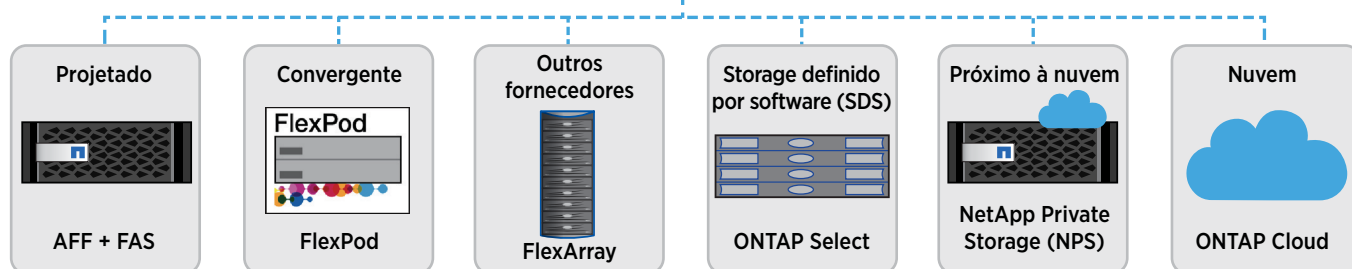 Projetado
AFF + FAS
Convergente
FlexPod
FlexPod
Outros
fornecedores
FlexArray
Storage definido
por software (SDS)
ONTAP Select
Próximo à nuvem
NetApp Private
Storage (NPS)
Nuvem
ONTAP Cloud